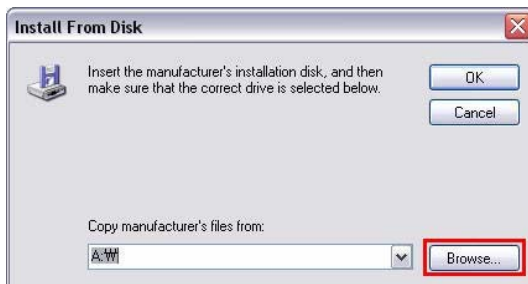 Install From Disk
Insert the manufacturer's installation disk, and then
make sure that the correct drive is selected below.
OK
Cancel
Copy manufacturer's files from:
A:₩
Browse...